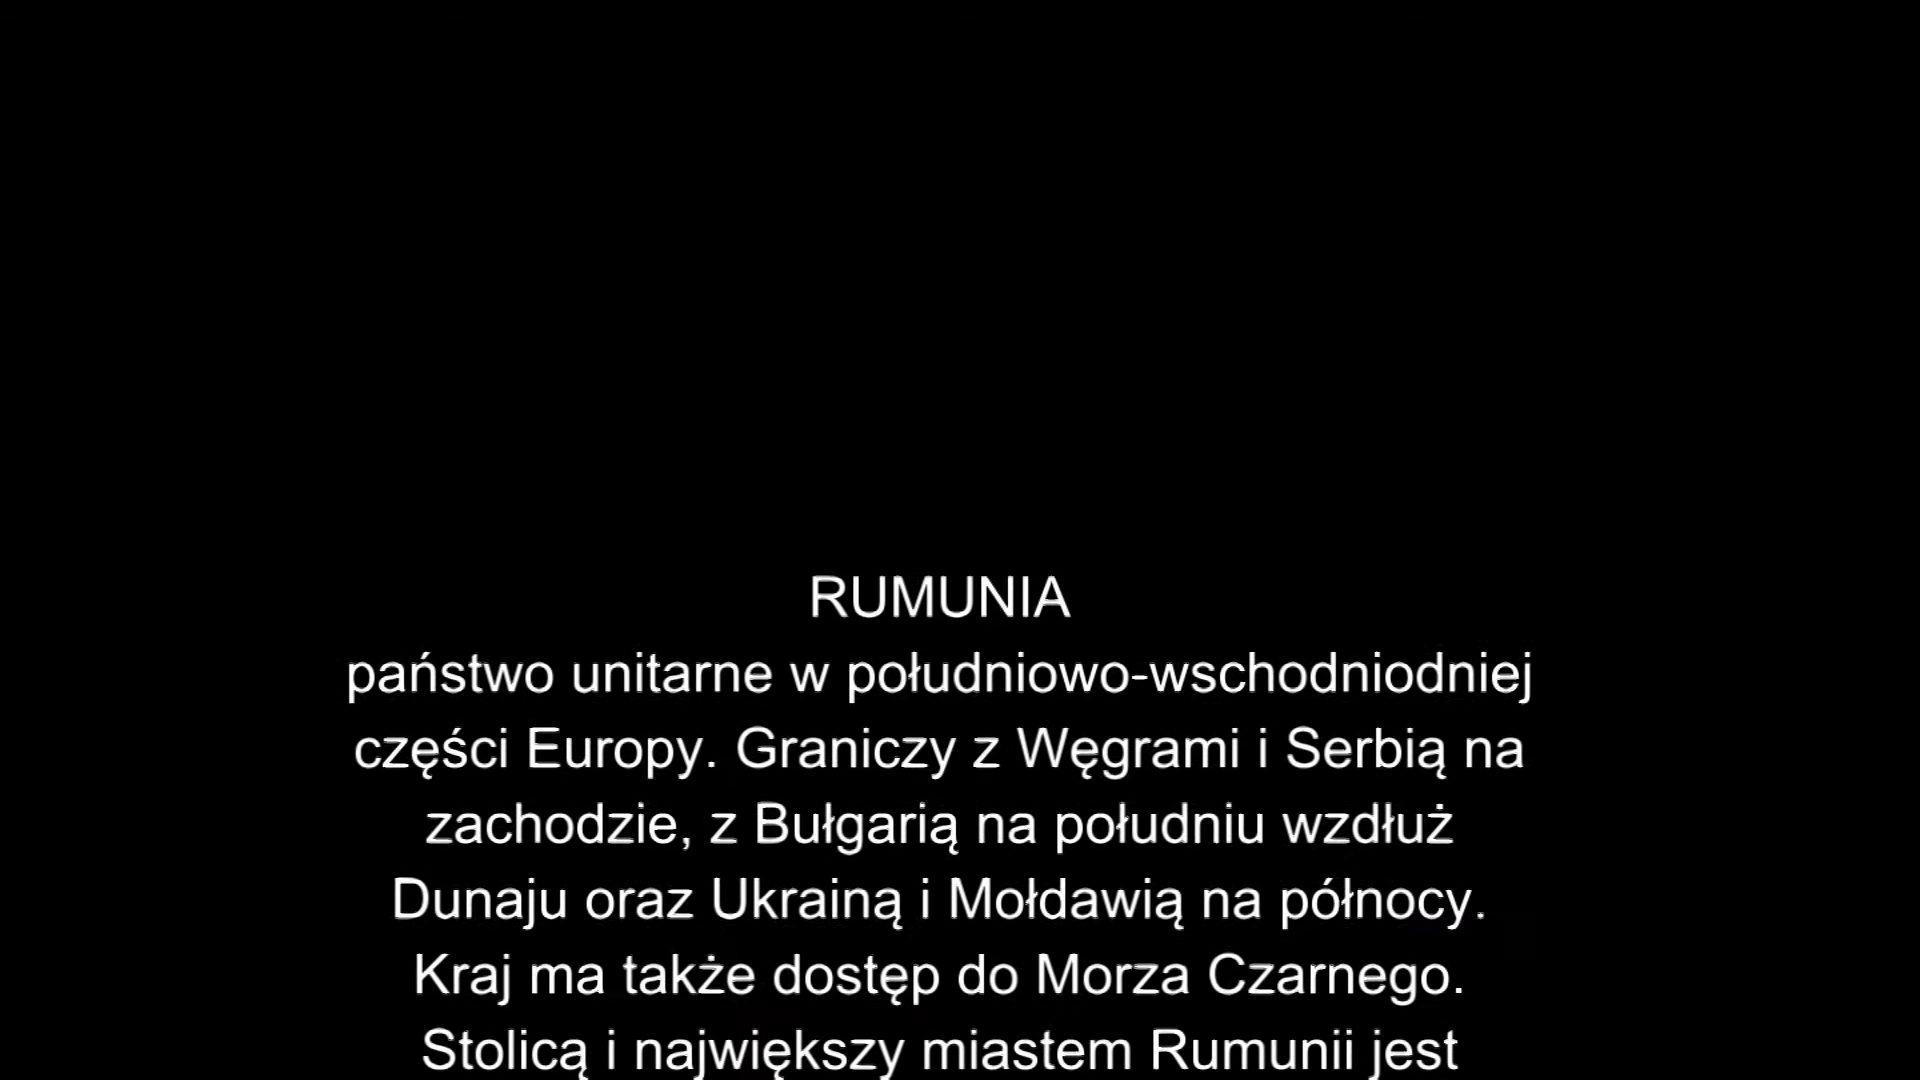 RUMUNIA
państwo unitarne w południowo-wschodniodniej
części Europy. Graniczy z Węgrami i Serbią na
zachodzie, z Bułgarią na południu wzdłuż
Dunaju oraz Ukrainą i Mołdawią na północy.
Kraj ma także dostęp do Morza Czarnego.
Stolicą i największy miastem Rumunii jest